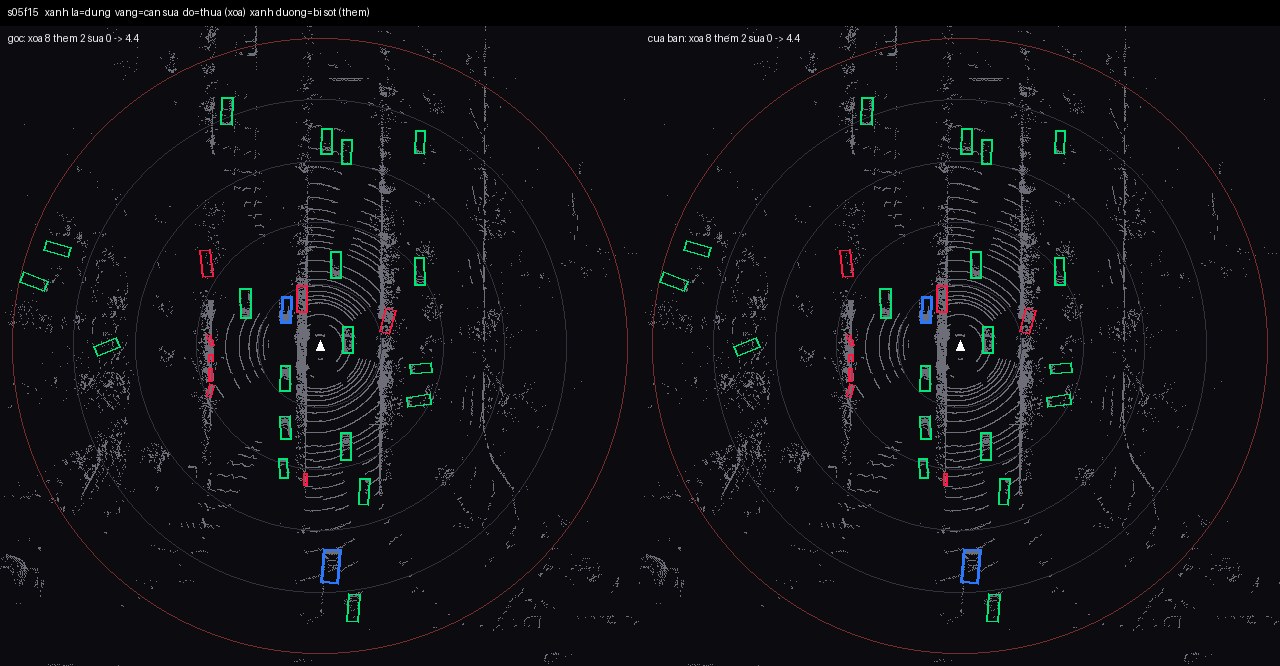 s05f15 xanh la=dung vang=can sua do=thua (xoa) xanh duong=bi sot (them)
goc: xoa 8 them 2 sua 0 -> 4.4
cua ban: xoa 8 them 2 sua 0 -> 4.4